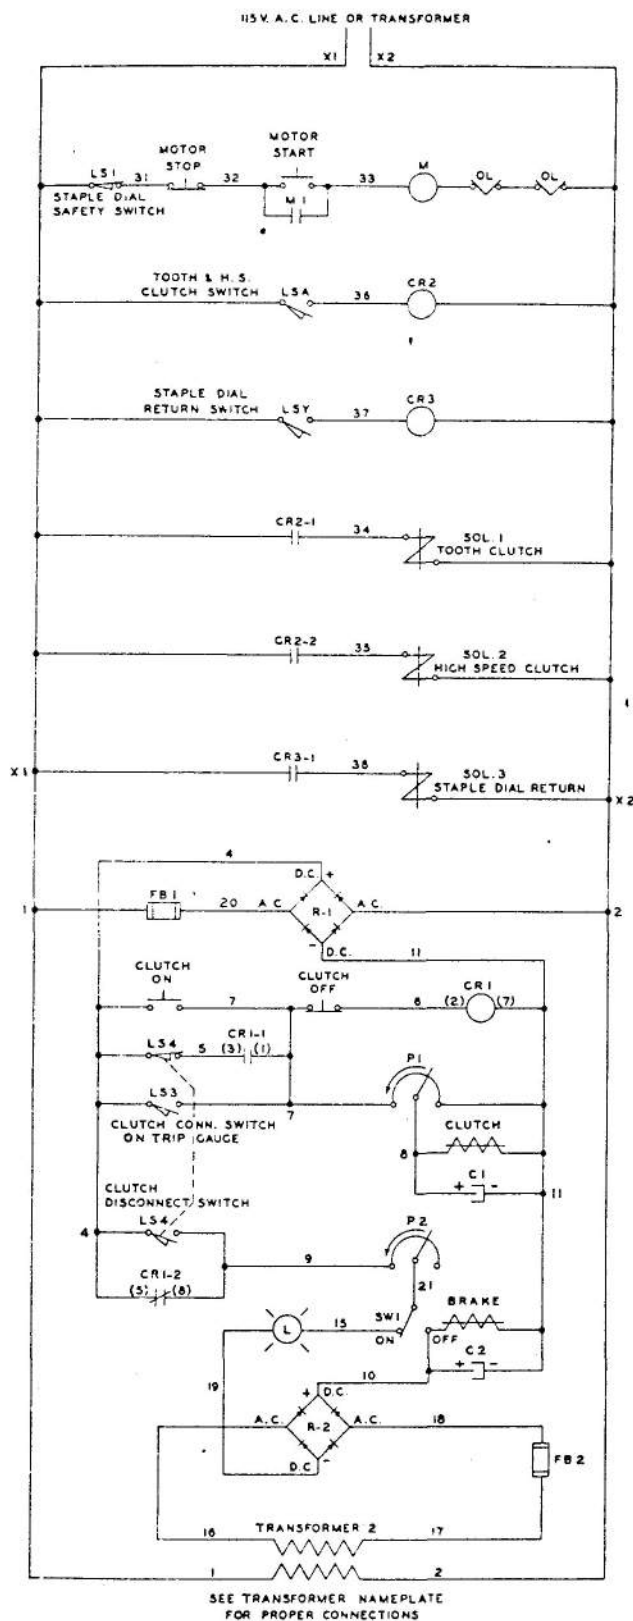 115 V. A.C. LINE OR TRANSFORMER
X1 X2
MOTOR START
LS1 31 MOTOR STOP 32 33 M OL OL
M1
STAPLE DIAL SAFETY SWITCH
TOOTH & H.S. CLUTCH SWITCH LSA 36 CR2
STAPLE DIAL RETURN SWITCH LSY 37 CR3
CR2-1 34 SOL. 1
TOOTH CLUTCH
CR2-2 35 SOL. 2
HIGH SPEED CLUTCH
X1 CR3-1 38 SOL. 3
STAPLE DIAL RETURN X2
4 D.C. +
1 FB1 20 A.C. R-1 A.C. 2
- D.C. 11
CLUTCH ON 7 CLUTCH OFF 6 (2) CR1 (7)
LS4 5 (3) CR1-1 (1)
LS3 7 P1
CLUTCH CONN. SWITCH
ON TRIP GAUGE
CLUTCH
8
C1
+ -
11
CLUTCH
DISCONNECT SWITCH
4 LS4
9 P2
CR1-2
(5) (8)
21
L 15 SW1
ON OFF BRAKE
C2
+ -
19 10
+ D.C.
A.C. R-2 A.C. 18
- D.C.
FB2
16 TRANSFORMER 2 17
1 2
SEE TRANSFORMER NAMEPLATE
FOR PROPER CONNECTIONS